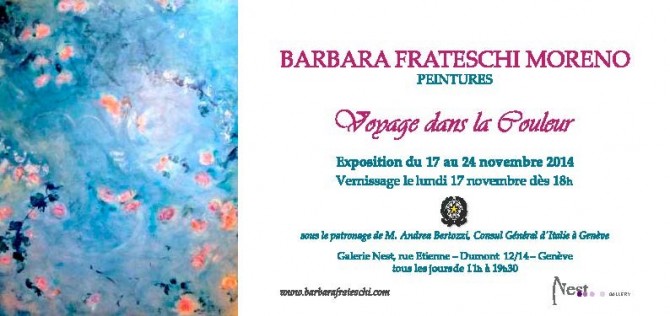 BARBARA FRATESCHI MORENO
PEINTURES
Voyage dans la Couleur
Exposition du 17 au 24 novembre 2014
Vernissage le lundi 17 novembre dès 18h
sous le patronage de M. Andrea Bertozzi, Consul Général d'Italie à Genève
Galerie Nest, rue Etienne – Dumont 12/14 – Genève
tous les jours de 11h à 19h30
www.barbarafrateschi.com
Nest GALLERY